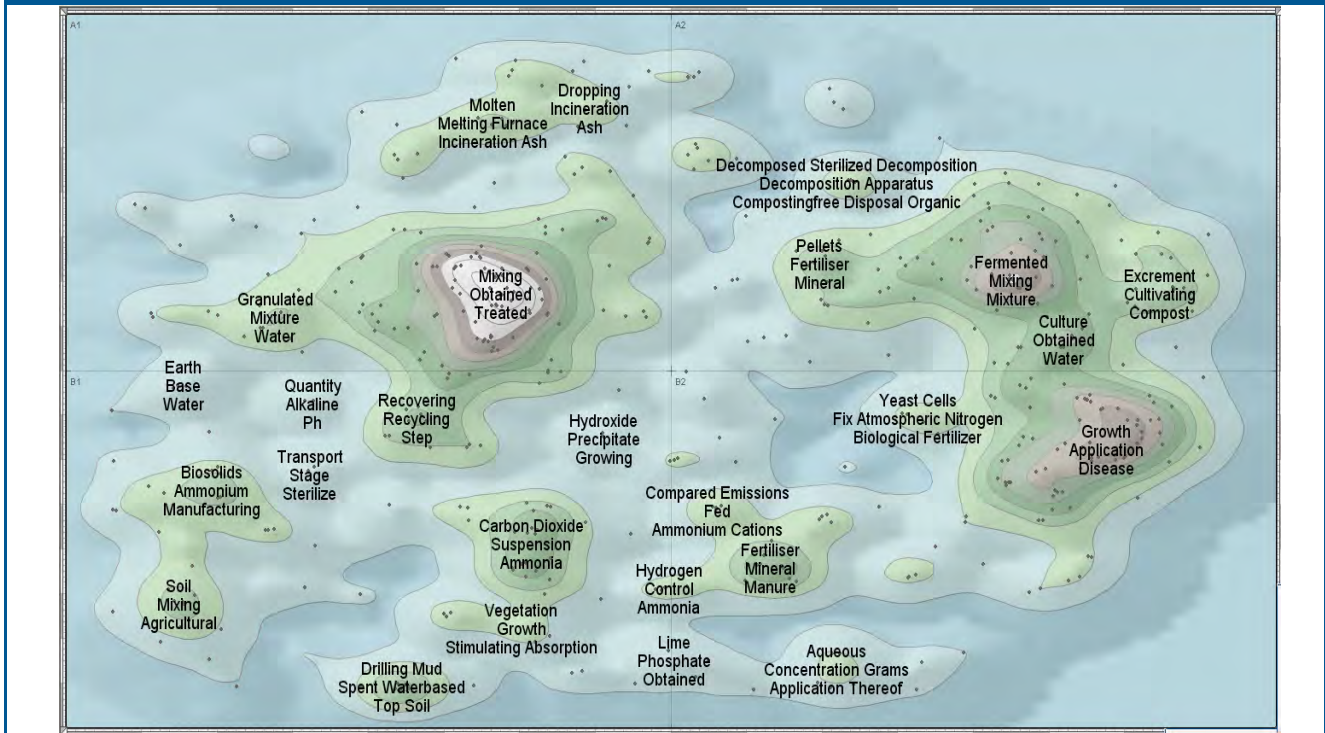 A1
A2
Dropping
Incineration
Ash
Molten
Melting Furnace
Incineration Ash
Decomposed Sterilized Decomposition
Decomposition Apparatus
Compostingfree Disposal Organic
Pellets
Fertiliser
Mineral
Fermented
Mixing
Mixture
Excrement
Cultivating
Compost
Mixing
Obtained
Treated
Granulated
Mixture
Water
Culture
Obtained
Water
B1
B2
Earth
Base
Water
Quantity
Alkaline
Ph
Recovering
Recycling
Step
Hydroxide
Precipitate
Growing
Yeast Cells
Fix Atmospheric Nitrogen
Biological Fertilizer
Growth
Application
Disease
Transport
Stage
Sterilize
Biosolids
Ammonium
Manufacturing
Compared Emissions
Fed
Ammonium Cations
Carbon Dioxide
Suspension
Ammonia
Fertiliser
Mineral
Manure
Hydrogen
Control
Ammonia
Soil
Mixing
Agricultural
Vegetation
Growth
Stimulating Absorption
Lime
Phosphate
Obtained
Aqueous
Concentration Grams
Application Thereof
Drilling Mud
Spent Waterbased
Top Soil